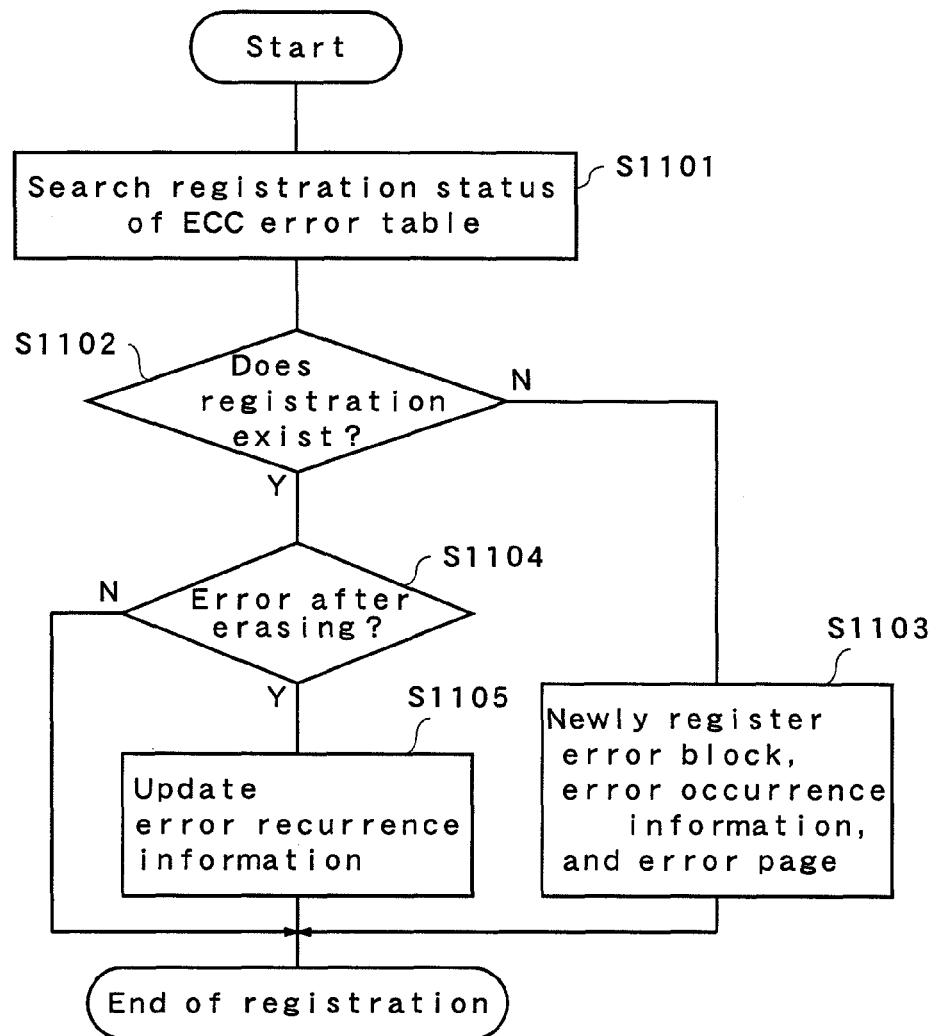 Start
S1101
Search registration status
of ECC error table
S1102
Does
registration
exist?
N
Y
S1104
N
Error after
erasing?
Y
S1103
S1105
Newly register
error block,
error occurrence
information,
and error page
Update
error recurrence
information
End of registration